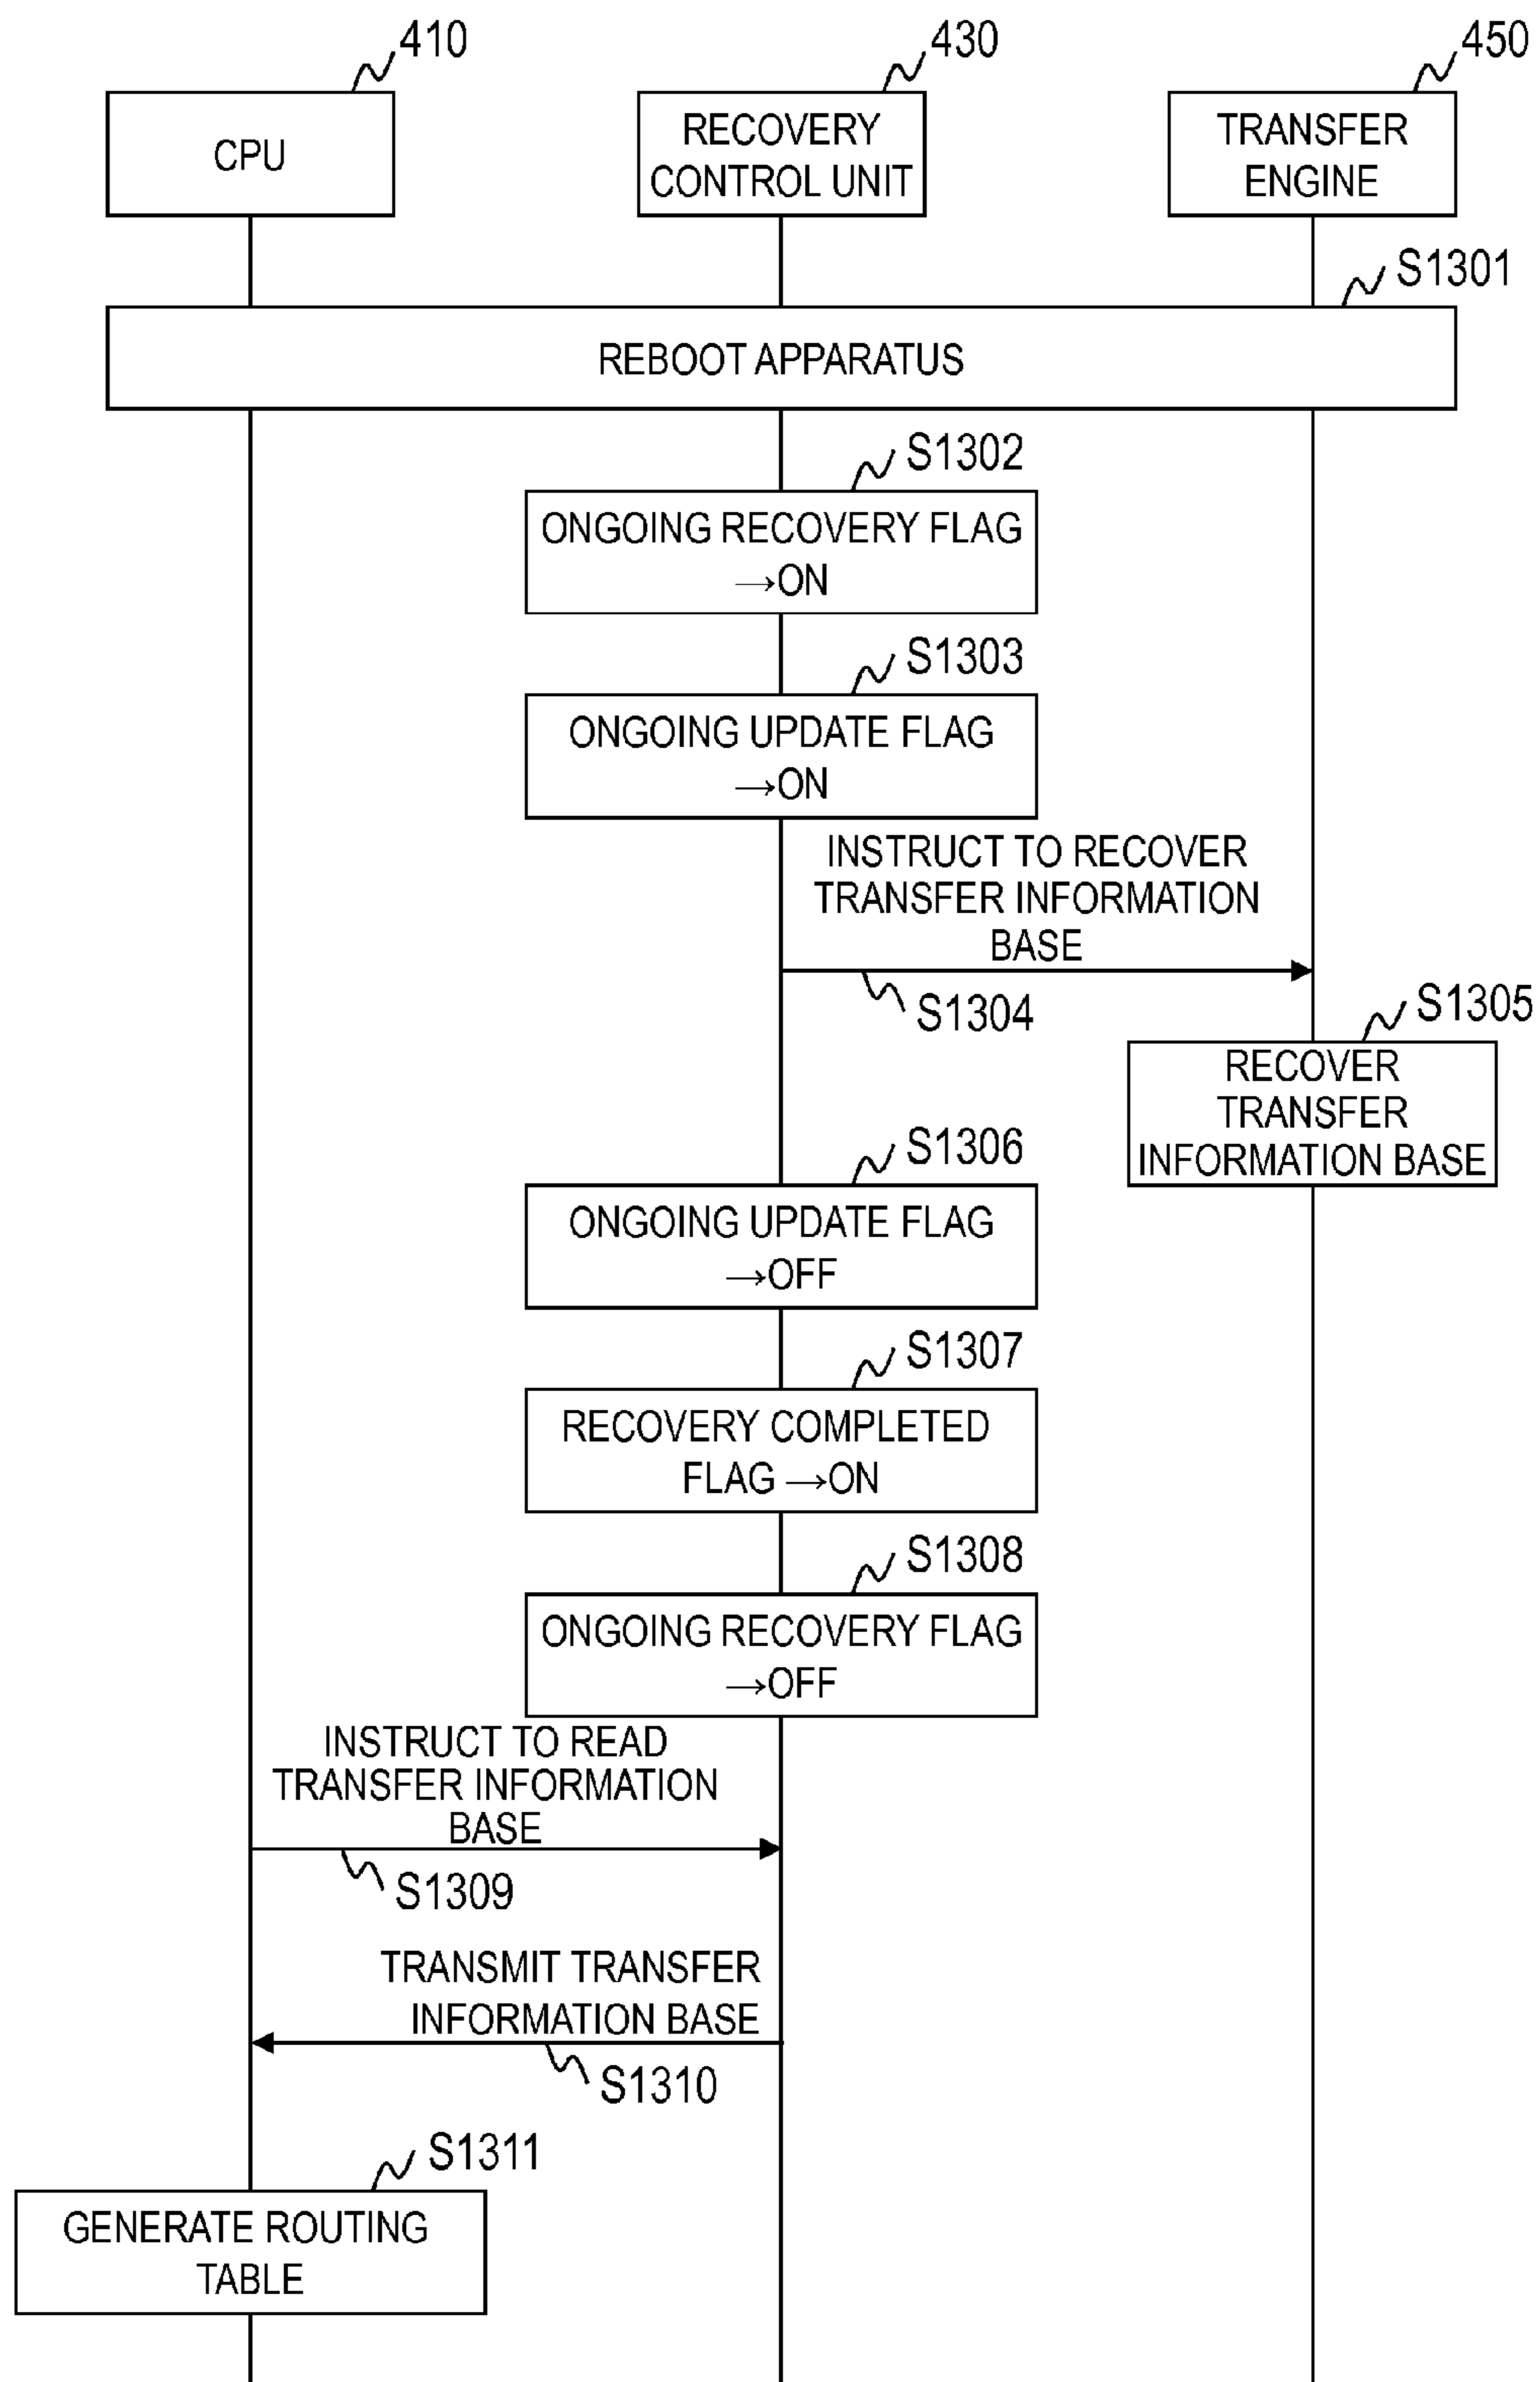 410
430
450
CPU
RECOVERY
CONTROL UNIT
TRANSFER
ENGINE
S1301
REBOOT APPARATUS
S1302
ONGOING RECOVERY FLAG
→ON
S1303
ONGOING UPDATE FLAG
→ON
INSTRUCT TO RECOVER
TRANSFER INFORMATION
BASE
S1304
S1305
RECOVER
TRANSFER
INFORMATION BASE
S1306
ONGOING UPDATE FLAG
→OFF
S1307
RECOVERY COMPLETED
FLAG →ON
S1308
ONGOING RECOVERY FLAG
→OFF
INSTRUCT TO READ
TRANSFER INFORMATION
BASE
S1309
TRANSMIT TRANSFER
INFORMATION BASE
S1310
S1311
GENERATE ROUTING
TABLE